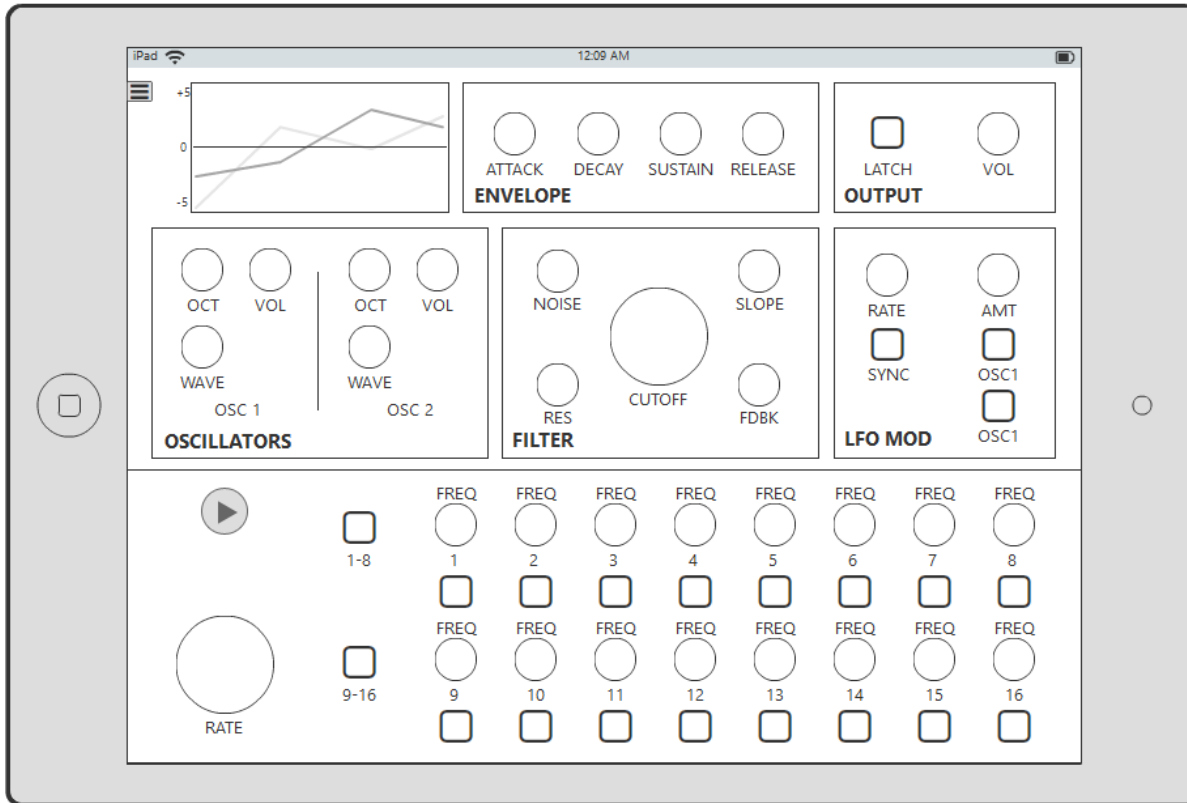 iPad 12:09 AM
+5
0
-5
ATTACK DECAY SUSTAIN RELEASE
ENVELOPE
LATCH VOL
OUTPUT
OCT VOL OCT VOL
WAVE WAVE
OSC 1 OSC 2
OSCILLATORS
NOISE SLOPE
CUTOFF
RES FDBK
FILTER
RATE AMT
SYNC OSC1
OSC1
LFO MOD
FREQ FREQ FREQ FREQ FREQ FREQ FREQ FREQ
1-8 1 2 3 4 5 6 7 8
FREQ FREQ FREQ FREQ FREQ FREQ FREQ FREQ
9-16 9 10 11 12 13 14 15 16
RATE